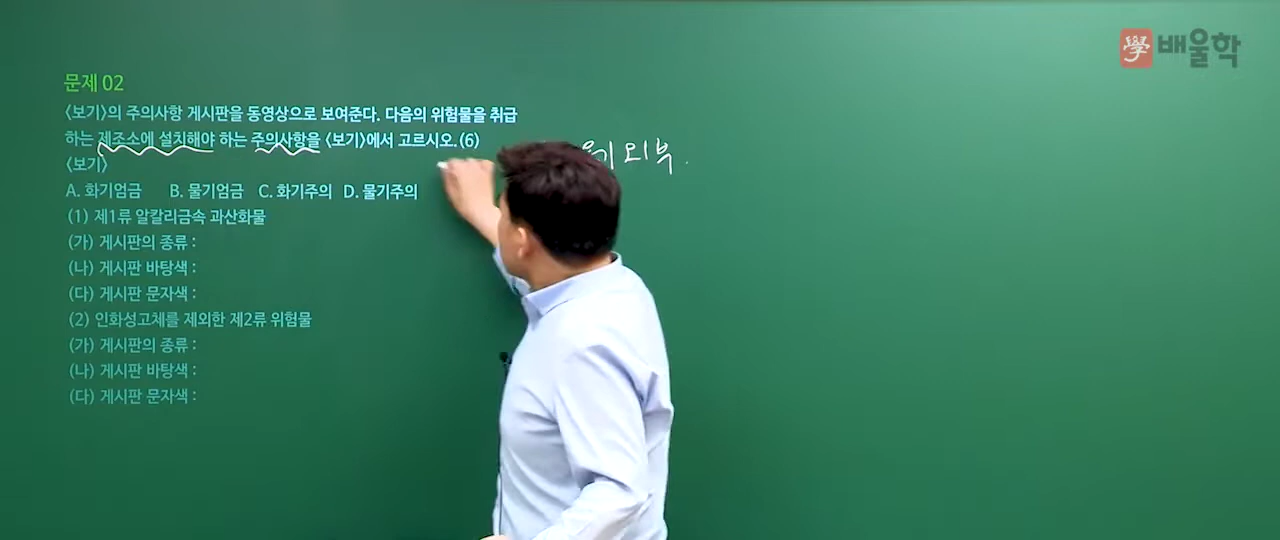 學 배울학
문제 02
<보기>의 주의사항 게시판을 동영상으로 보여준다. 다음의 위험물을 취급
하는 제조소에 설치해야 하는 주의사항을 <보기>에서 고르시오.(6)
외부.
<보기>
A. 화기엄금 B. 물기엄금 C. 화기주의 D. 물기주의
(1) 제1류 알칼리금속 과산화물
(가) 게시판의 종류 :
(나) 게시판 바탕색 :
(다) 게시판 문자색 :
(2) 인화성고체를 제외한 제2류 위험물
(가) 게시판의 종류 :
(나) 게시판 바탕색 :
(다) 게시판 문자색 :